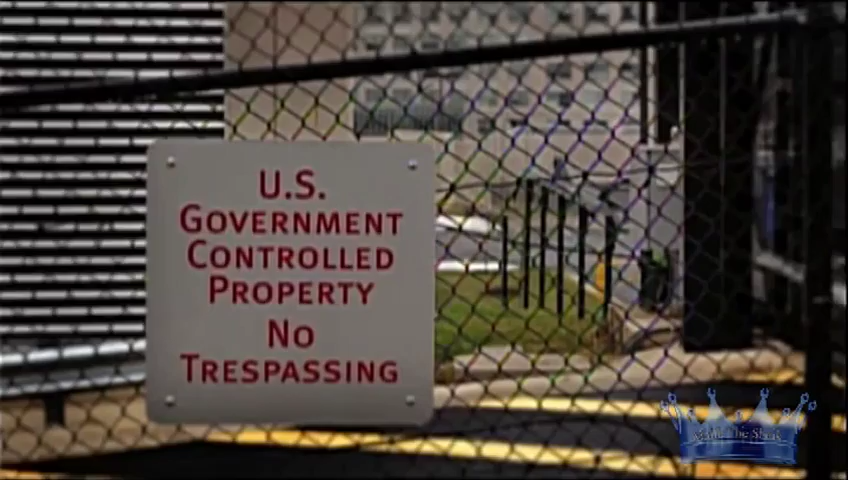 U.S.
GOVERNMENT
CONTROLLED
PROPERTY
NO
TRESPASSING